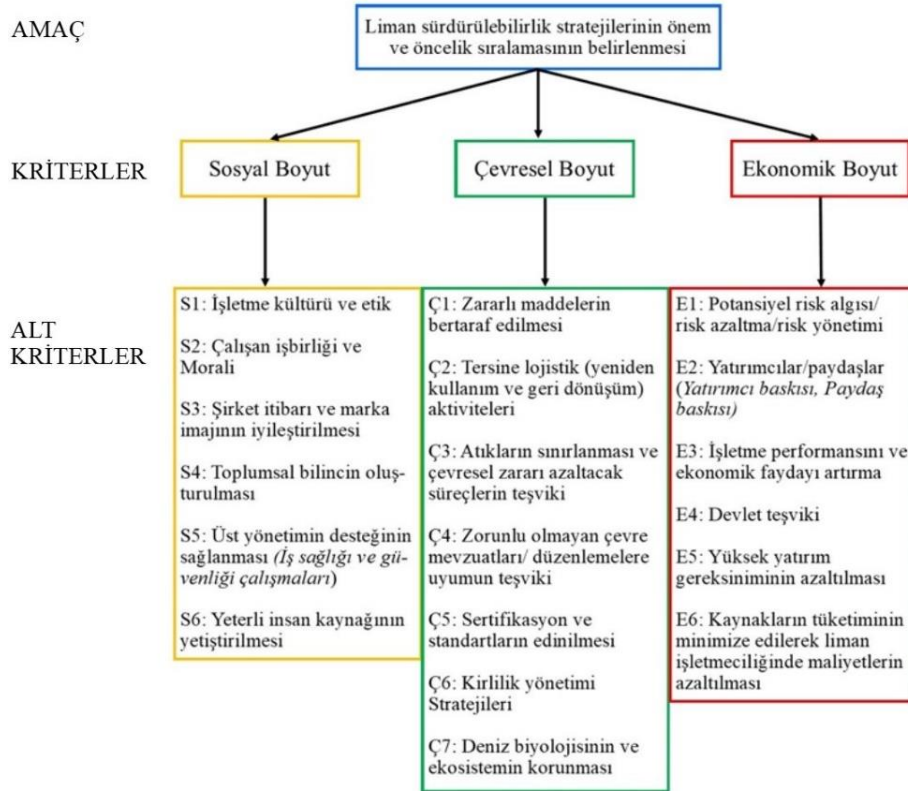 AMAÇ
Liman sürdürülebilirlik stratejilerinin önem
ve öncelik sıralamasının belirlenmesi
KRİTERLER
Sosyal Boyut
Çevresel Boyut
Ekonomik Boyut
ALT
KRİTERLER
S1: İşletme kültürü ve etik
S2: Çalışan işbirliği ve
Morali
S3: Şirket itibarı ve marka
imajının iyileştirilmesi
S4: Toplumsal bilincin oluş-
turulması
S5: Üst yönetimin desteğinin
sağlanması (İş sağlığı ve gü-
venliği çalışmaları)
S6: Yeterli insan kaynağının
yetiştirilmesi
Ç1: Zararlı maddelerin
bertaraf edilmesi
Ç2: Tersine lojistik (yeniden
kullanım ve geri dönüşüm)
aktiviteleri
Ç3: Atıkların sınırlanması ve
çevresel zararı azaltacak
süreçlerin teşviki
Ç4: Zorunlu olmayan çevre
mevzuatları/ düzenlemelere
uyumun teşviki
Ç5: Sertifikasyon ve
standartların edinilmesi
Ç6: Kirlilik yönetimi
Stratejileri
Ç7: Deniz biyolojisinin ve
ekosistemin korunması
E1: Potansiyel risk algısı/
risk azaltma/risk yönetimi
E2: Yatırımcılar/paydaşlar
(Yatırımcı baskısı, Paydaş
baskısı)
E3: İşletme performansını ve
ekonomik faydayı artırma
E4: Devlet teşviki
E5: Yüksek yatırım
gereksiniminin azaltılması
E6: Kaynakların tüketiminin
minimize edilerek liman
işletmeciliğinde maliyetlerin
azaltılması